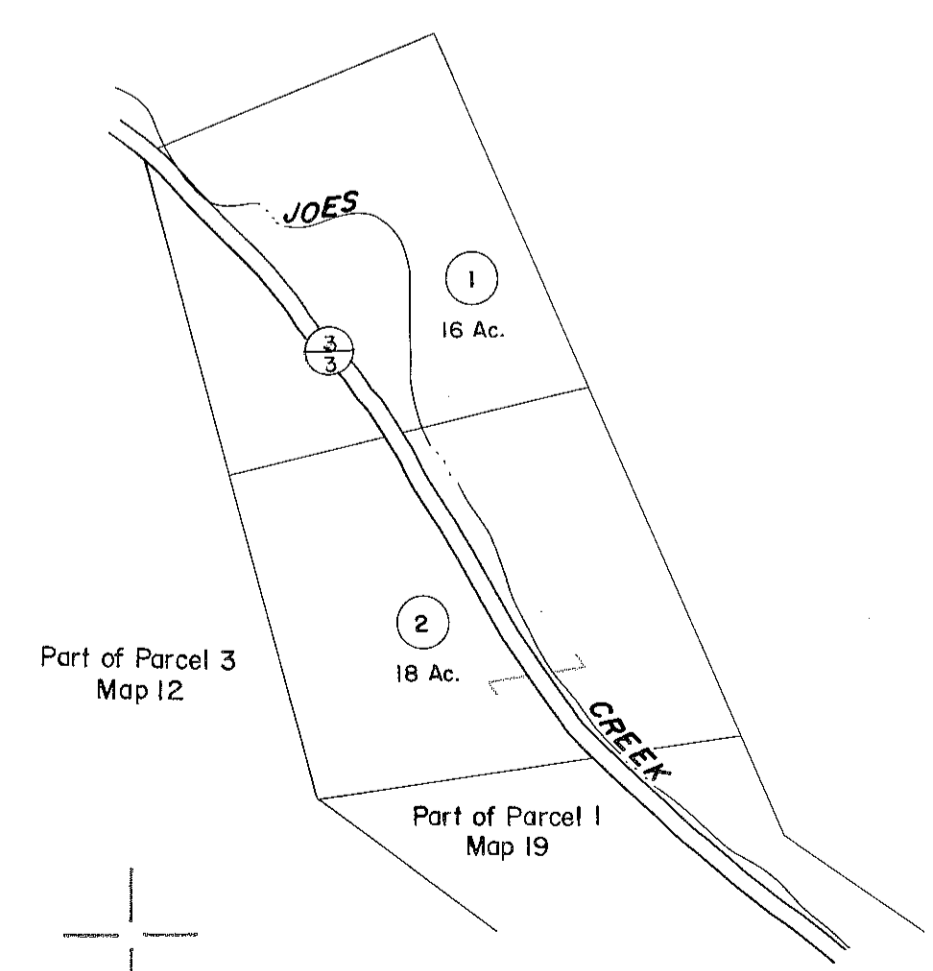 JOES
1
16 Ac.
3
3
2
18 Ac.
Part of Parcel 3
Map 12
CREEK
Part of Parcel 1
Map 19